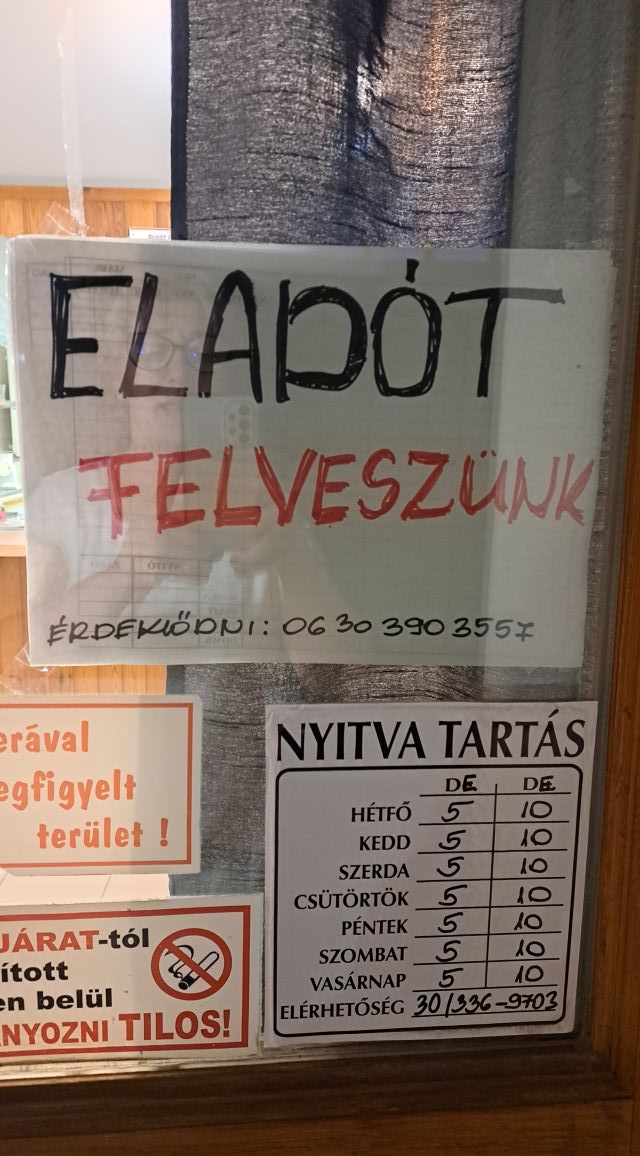 ELADÓT
FELVESZÜNK
ÉRDEKLŐDNI: 06 30 390 3557
erával
egfigyelt
terület !
JÁRAT-tól
ított
en belül
NYOZNI TILOS!
NYITVA TARTÁS
DE DE
HÉTFŐ 5 10
KEDD 5 10
SZERDA 5 10
CSÜTÖRTÖK 5 10
PÉNTEK 5 10
SZOMBAT 5 10
VASÁRNAP 5 10
ELÉRHETŐSÉG 30/336-9703